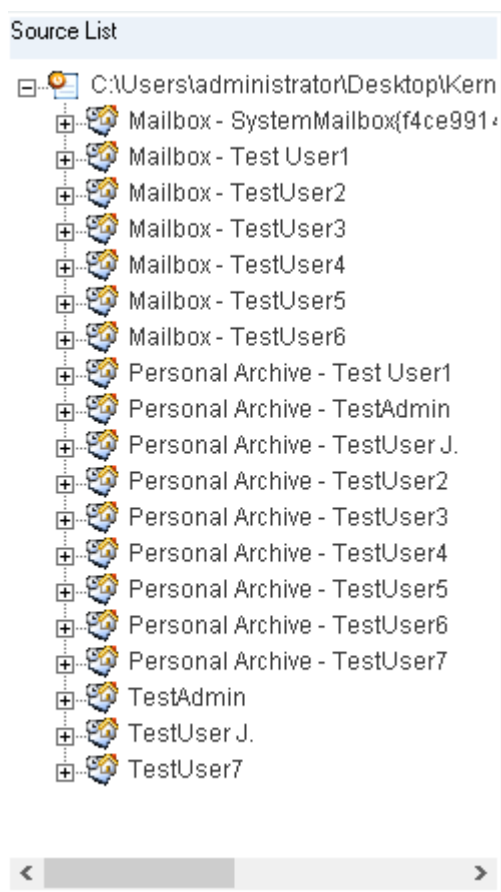 Source List
C:\Users\administrator\Desktop\Kern
Mailbox - SystemMailbox{f4ce991
Mailbox - Test User1
Mailbox - TestUser2
Mailbox - TestUser3
Mailbox - TestUser4
Mailbox - TestUser5
Mailbox - TestUser6
Personal Archive - Test User1
Personal Archive - TestAdmin
Personal Archive - TestUser J.
Personal Archive - TestUser2
Personal Archive - TestUser3
Personal Archive - TestUser4
Personal Archive - TestUser5
Personal Archive - TestUser6
Personal Archive - TestUser7
TestAdmin
TestUser J.
TestUser7